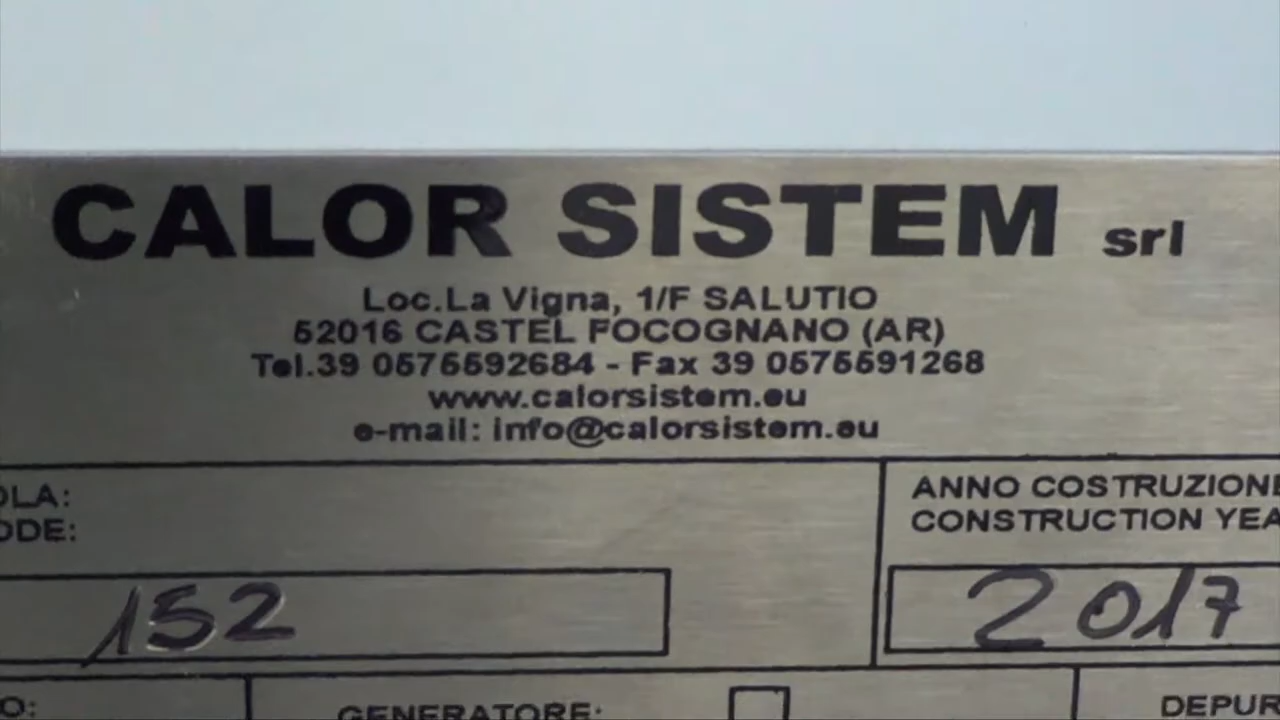 CALOR SISTEM srl
Loc.La Vigna, 1/F SALUTIO
52016 CASTEL FOCOGNANO (AR)
Tel.39 0575592684 - Fax 39 0575591268
www.calorsistem.eu
e-mail: info@calorsistem.eu
OLA:
ODE:
152
ANNO COSTRUZIONE
CONSTRUCTION YEA
2017
O:
GENERATORE:
DEPUR